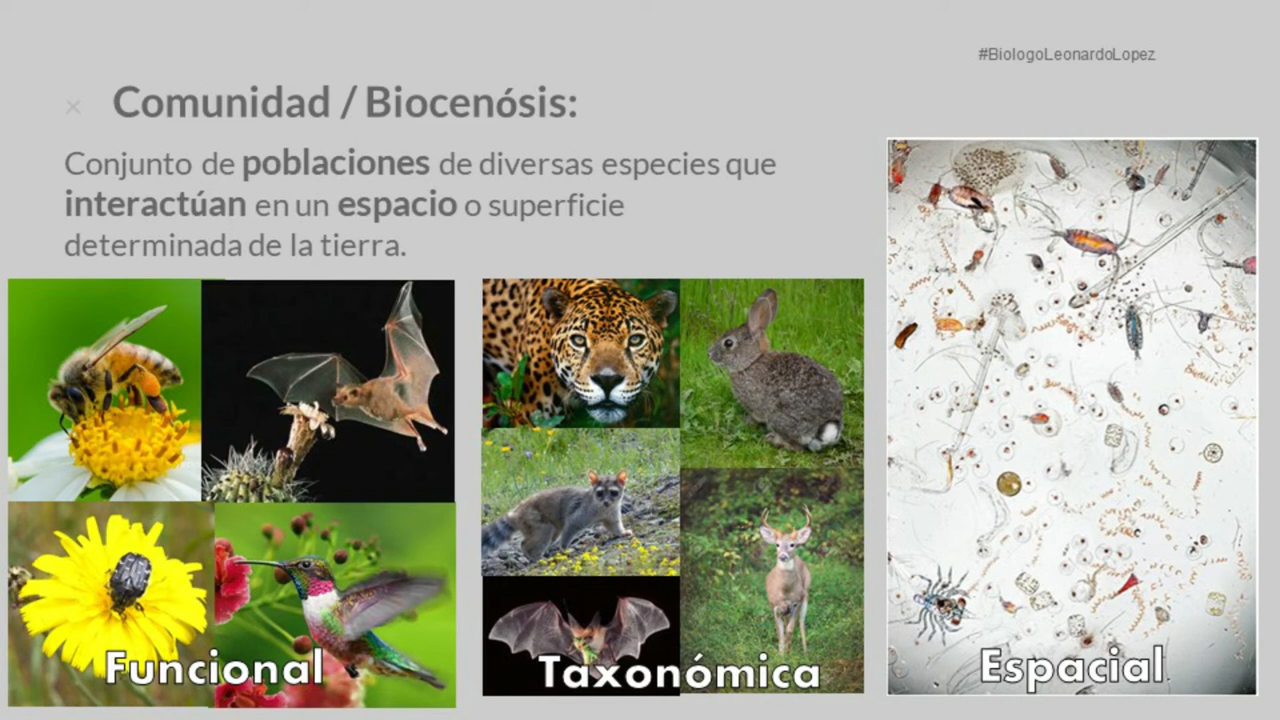 #BiologoLeonardoLopez
× Comunidad / Biocenósis:
Conjunto de poblaciones de diversas especies que
interactúan en un espacio o superficie
determinada de la tierra.
Funcional
Taxonómica
Espacial